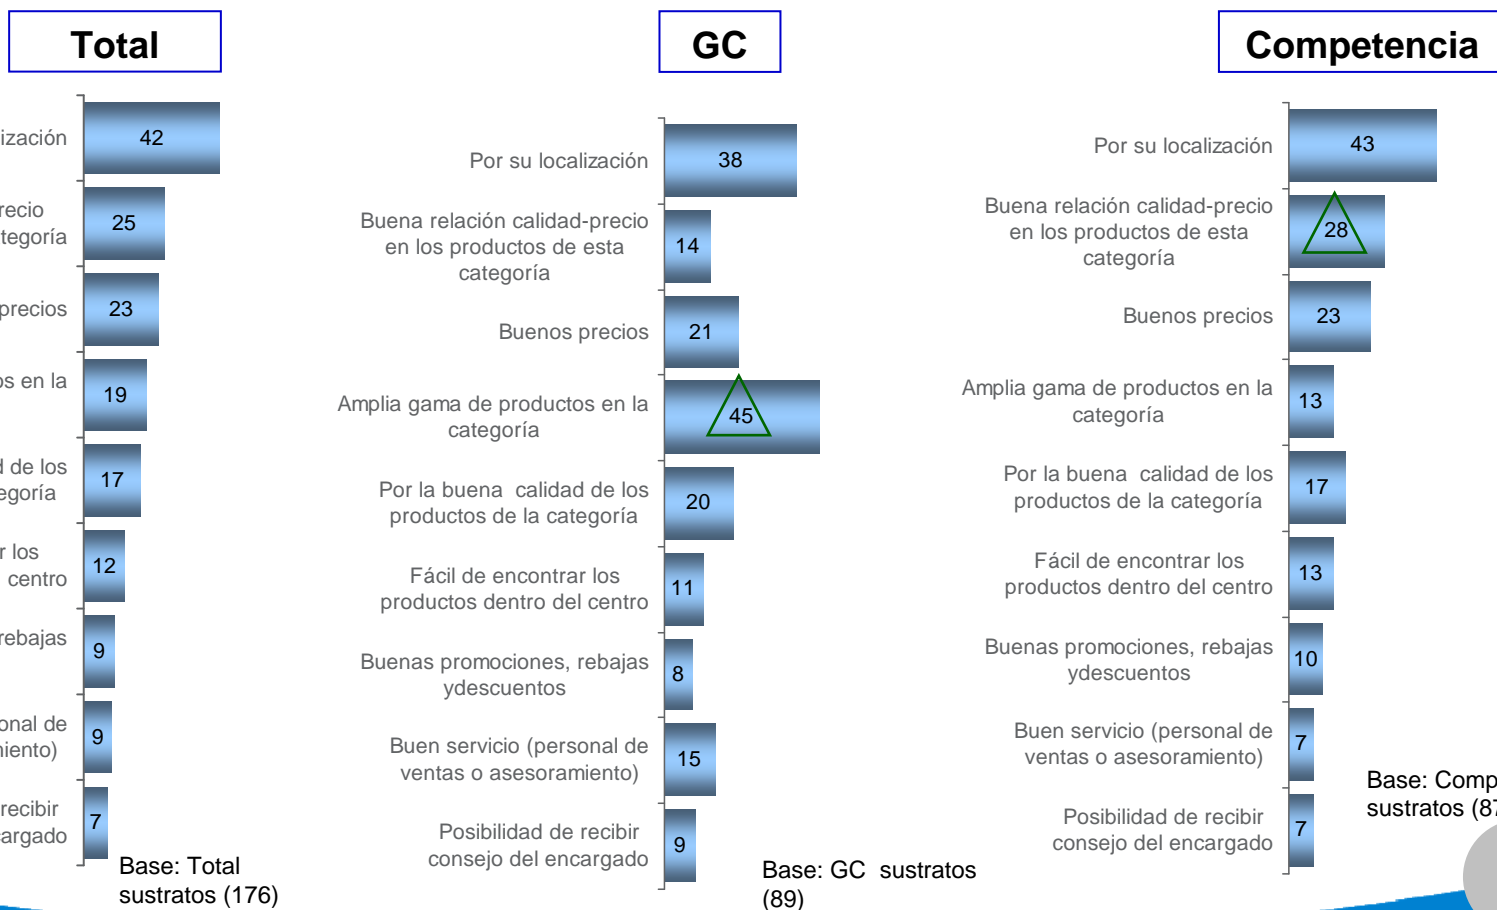 Total
GC
Competencia
ización
42
recio
tegoría
25
precios
23
os en la
19
d de los
egoría
17
r los
centro
12
rebajas
9
onal de
miento)
9
recibir
cargado
7
Base: Total
sustratos (176)
Por su localización
38
Buena relación calidad-precio
en los productos de esta
categoría
14
Buenos precios
21
Amplia gama de productos en la
categoría
45
Por la buena  calidad de los
productos de la categoría
20
Fácil de encontrar los
productos dentro del centro
11
Buenas promociones, rebajas
ydescuentos
8
Buen servicio (personal de
ventas o asesoramiento)
15
Posibilidad de recibir
consejo del encargado
9
Base: GC  sustratos
(89)
Por su localización
43
Buena relación calidad-precio
en los productos de esta
categoría
28
Buenos precios
23
Amplia gama de productos en la
categoría
13
Por la buena  calidad de los
productos de la categoría
17
Fácil de encontrar los
productos dentro del centro
13
Buenas promociones, rebajas
ydescuentos
10
Buen servicio (personal de
ventas o asesoramiento)
7
Posibilidad de recibir
consejo del encargado
7
Base: Comp
sustratos (87